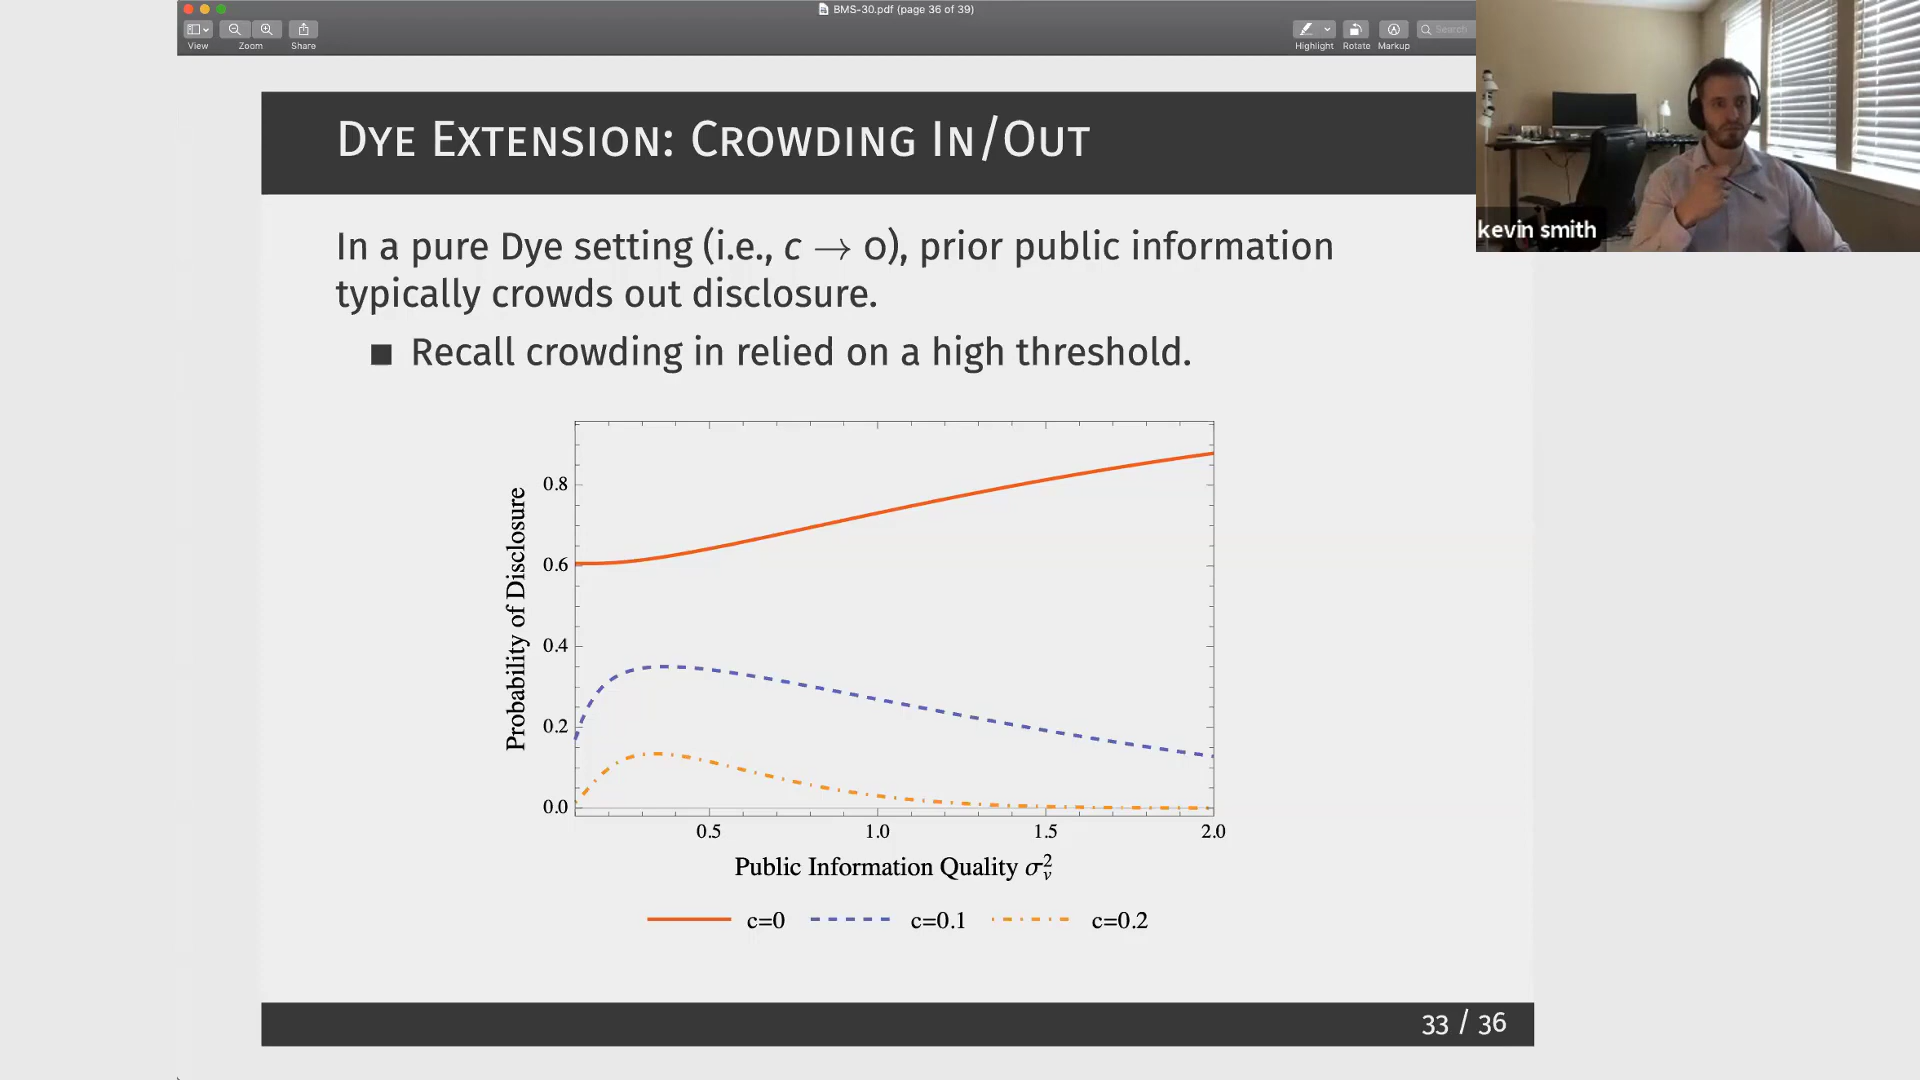 BMS-30.pdf (page 36 of 39)
View
Zoom
Share
Highlight
Rotate
Markup
Search
kevin smith
DYE EXTENSION: CROWDING IN/OUT
In a pure Dye setting (i.e., c → 0), prior public information
typically crowds out disclosure.
■ Recall crowding in relied on a high threshold.
Probability of Disclosure
0.8
0.6
0.4
0.2
0.0
0.5
1.0
1.5
2.0
Public Information Quality σ²ᵥ
c=0
c=0.1
c=0.2
33 / 36